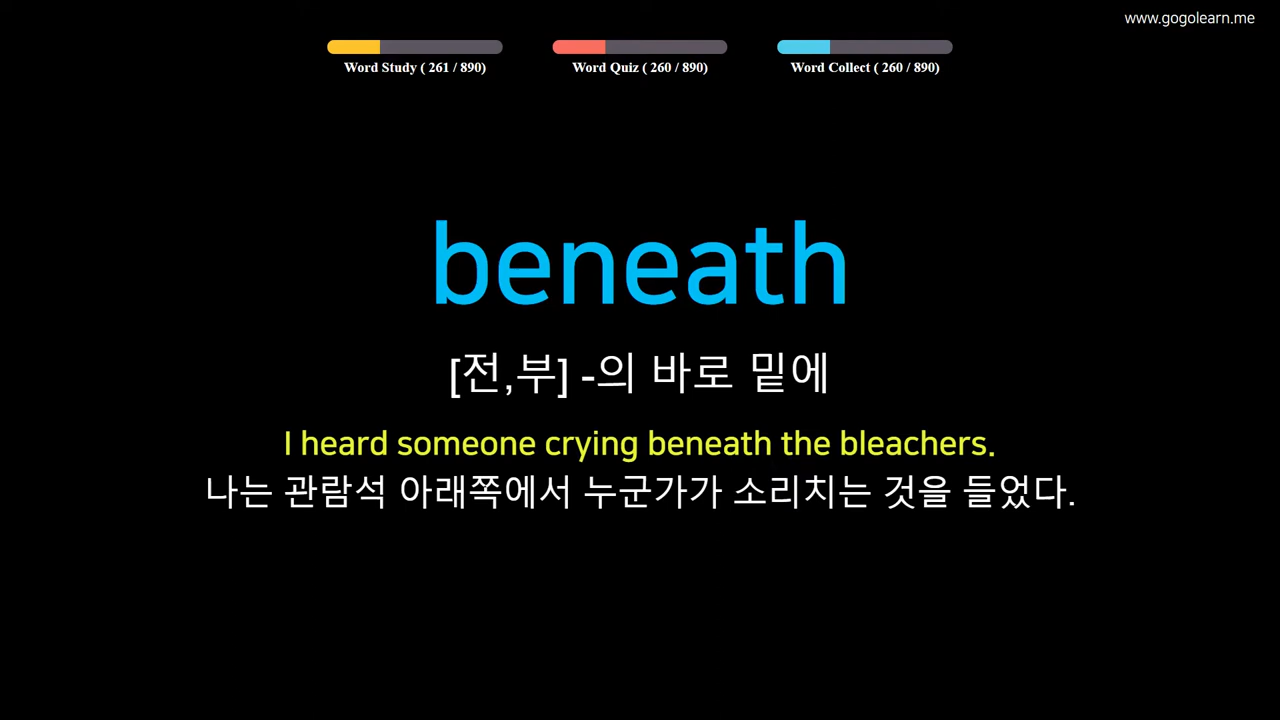 www.gogolearn.me
Word Study ( 261 / 890) Word Quiz ( 260 / 890) Word Collect ( 260 / 890)
beneath
[전,부] -의 바로 밑에
I heard someone crying beneath the bleachers.
나는 관람석 아래쪽에서 누군가가 소리치는 것을 들었다.